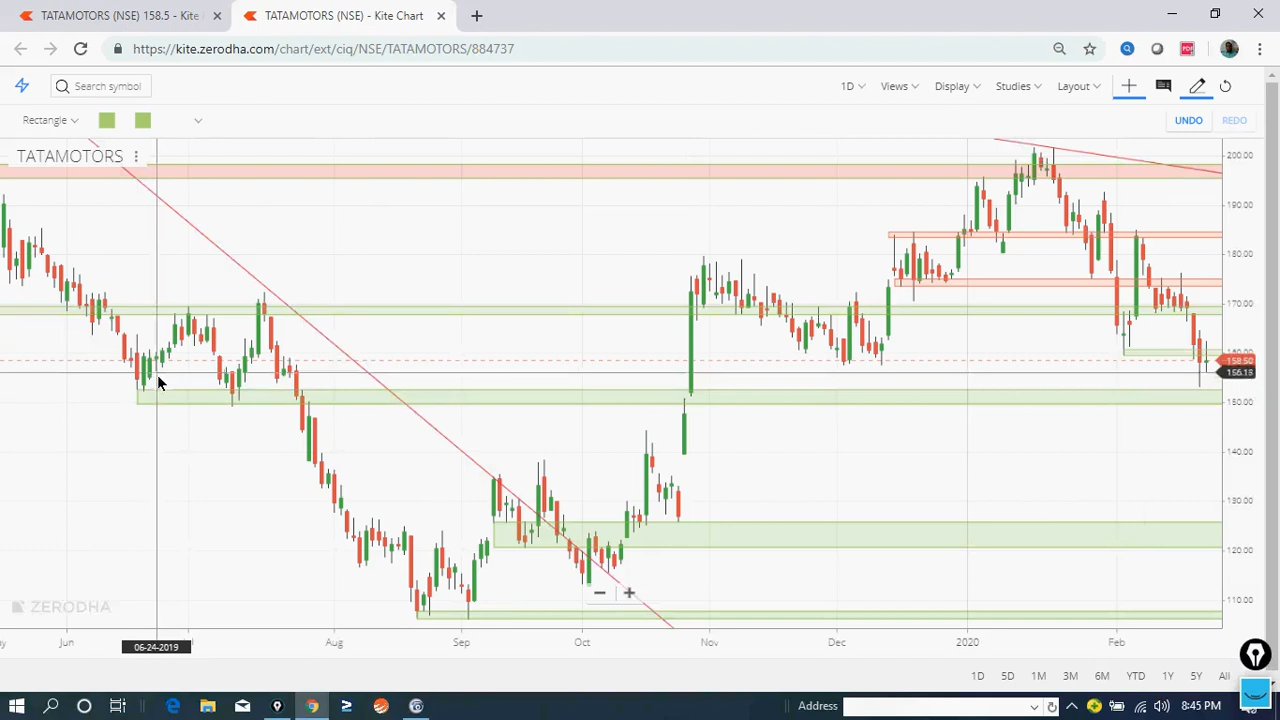 TATAMOTORS (NSE) 158.5 - Kite
TATAMOTORS (NSE) - Kite Chart
https://kite.zerodha.com/chart/ext/ciq/NSE/TATAMOTORS/884737
PDF
Search symbol
1D Views Display Studies Layout
Rectangle
UNDO REDO
TATAMOTORS
200.00
190.00
180.00
170.00
158.50
156.13
150.00
140.00
130.00
120.00
110.00
ZERODHA
Jun Aug Sep Oct Nov Dec 2020 Feb
06-24-2019
1D 5D 1M 3M 6M YTD 1Y 5Y All
Address
8:45 PM